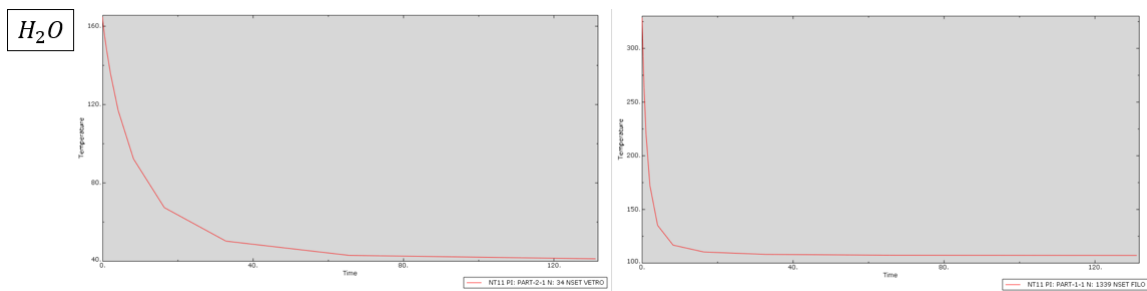 H₂O
160.
120.
80.
40.
Temperature
0.
40.
80.
120.
Time
NT11 PI: PART-2-1 N: 34 NSET VETRO
300.
250.
200.
150.
100.
Temperature
0.
40.
80.
120.
Time
NT11 PI: PART-1-1 N: 1339 NSET FILO